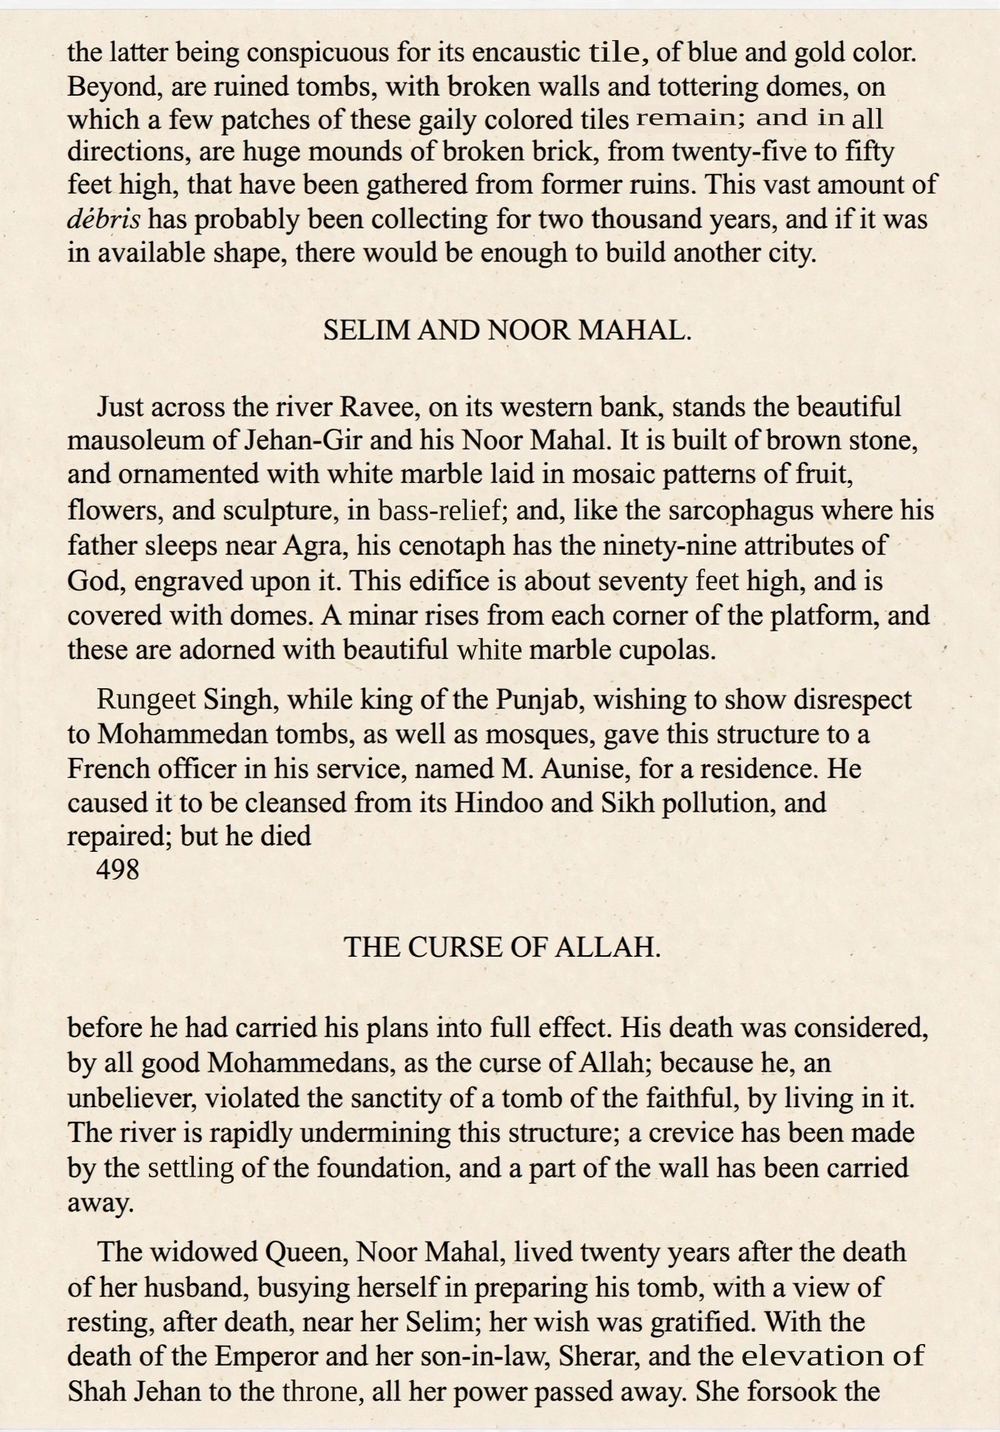 the latter being conspicuous for its encaustic tile, of blue and gold color.
Beyond, are ruined tombs, with broken walls and tottering domes, on
which a few patches of these gaily colored tiles remain; and in all
directions, are huge mounds of broken brick, from twenty-five to fifty
feet high, that have been gathered from former ruins. This vast amount of
débris has probably been collecting for two thousand years, and if it was
in available shape, there would be enough to build another city.
SELIM AND NOOR MAHAL.
Just across the river Ravee, on its western bank, stands the beautiful
mausoleum of Jehan-Gir and his Noor Mahal. It is built of brown stone,
and ornamented with white marble laid in mosaic patterns of fruit,
flowers, and sculpture, in bass-relief; and, like the sarcophagus where his
father sleeps near Agra, his cenotaph has the ninety-nine attributes of
God, engraved upon it. This edifice is about seventy feet high, and is
covered with domes. A minar rises from each corner of the platform, and
these are adorned with beautiful white marble cupolas.
Rungeet Singh, while king of the Punjab, wishing to show disrespect
to Mohammedan tombs, as well as mosques, gave this structure to a
French officer in his service, named M. Aunise, for a residence. He
caused it to be cleansed from its Hindoo and Sikh pollution, and
repaired; but he died
498
THE CURSE OF ALLAH.
before he had carried his plans into full effect. His death was considered,
by all good Mohammedans, as the curse of Allah; because he, an
unbeliever, violated the sanctity of a tomb of the faithful, by living in it.
The river is rapidly undermining this structure; a crevice has been made
by the settling of the foundation, and a part of the wall has been carried
away.
The widowed Queen, Noor Mahal, lived twenty years after the death
of her husband, busying herself in preparing his tomb, with a view of
resting, after death, near her Selim; her wish was gratified. With the
death of the Emperor and her son-in-law, Sherar, and the elevation of
Shah Jehan to the throne, all her power passed away. She forsook the